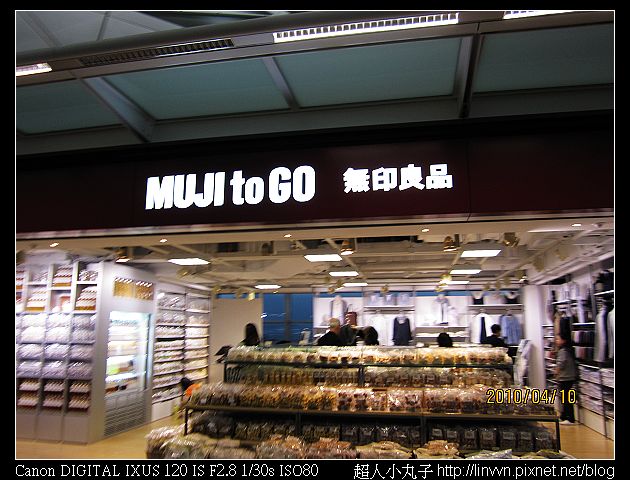 MUJI to GO 無印良品
2010/04/10
Canon DIGITAL IXUS 120 IS F2.8 1/30s ISO80 超人小丸子 http://linvvn.pixnet.net/blog